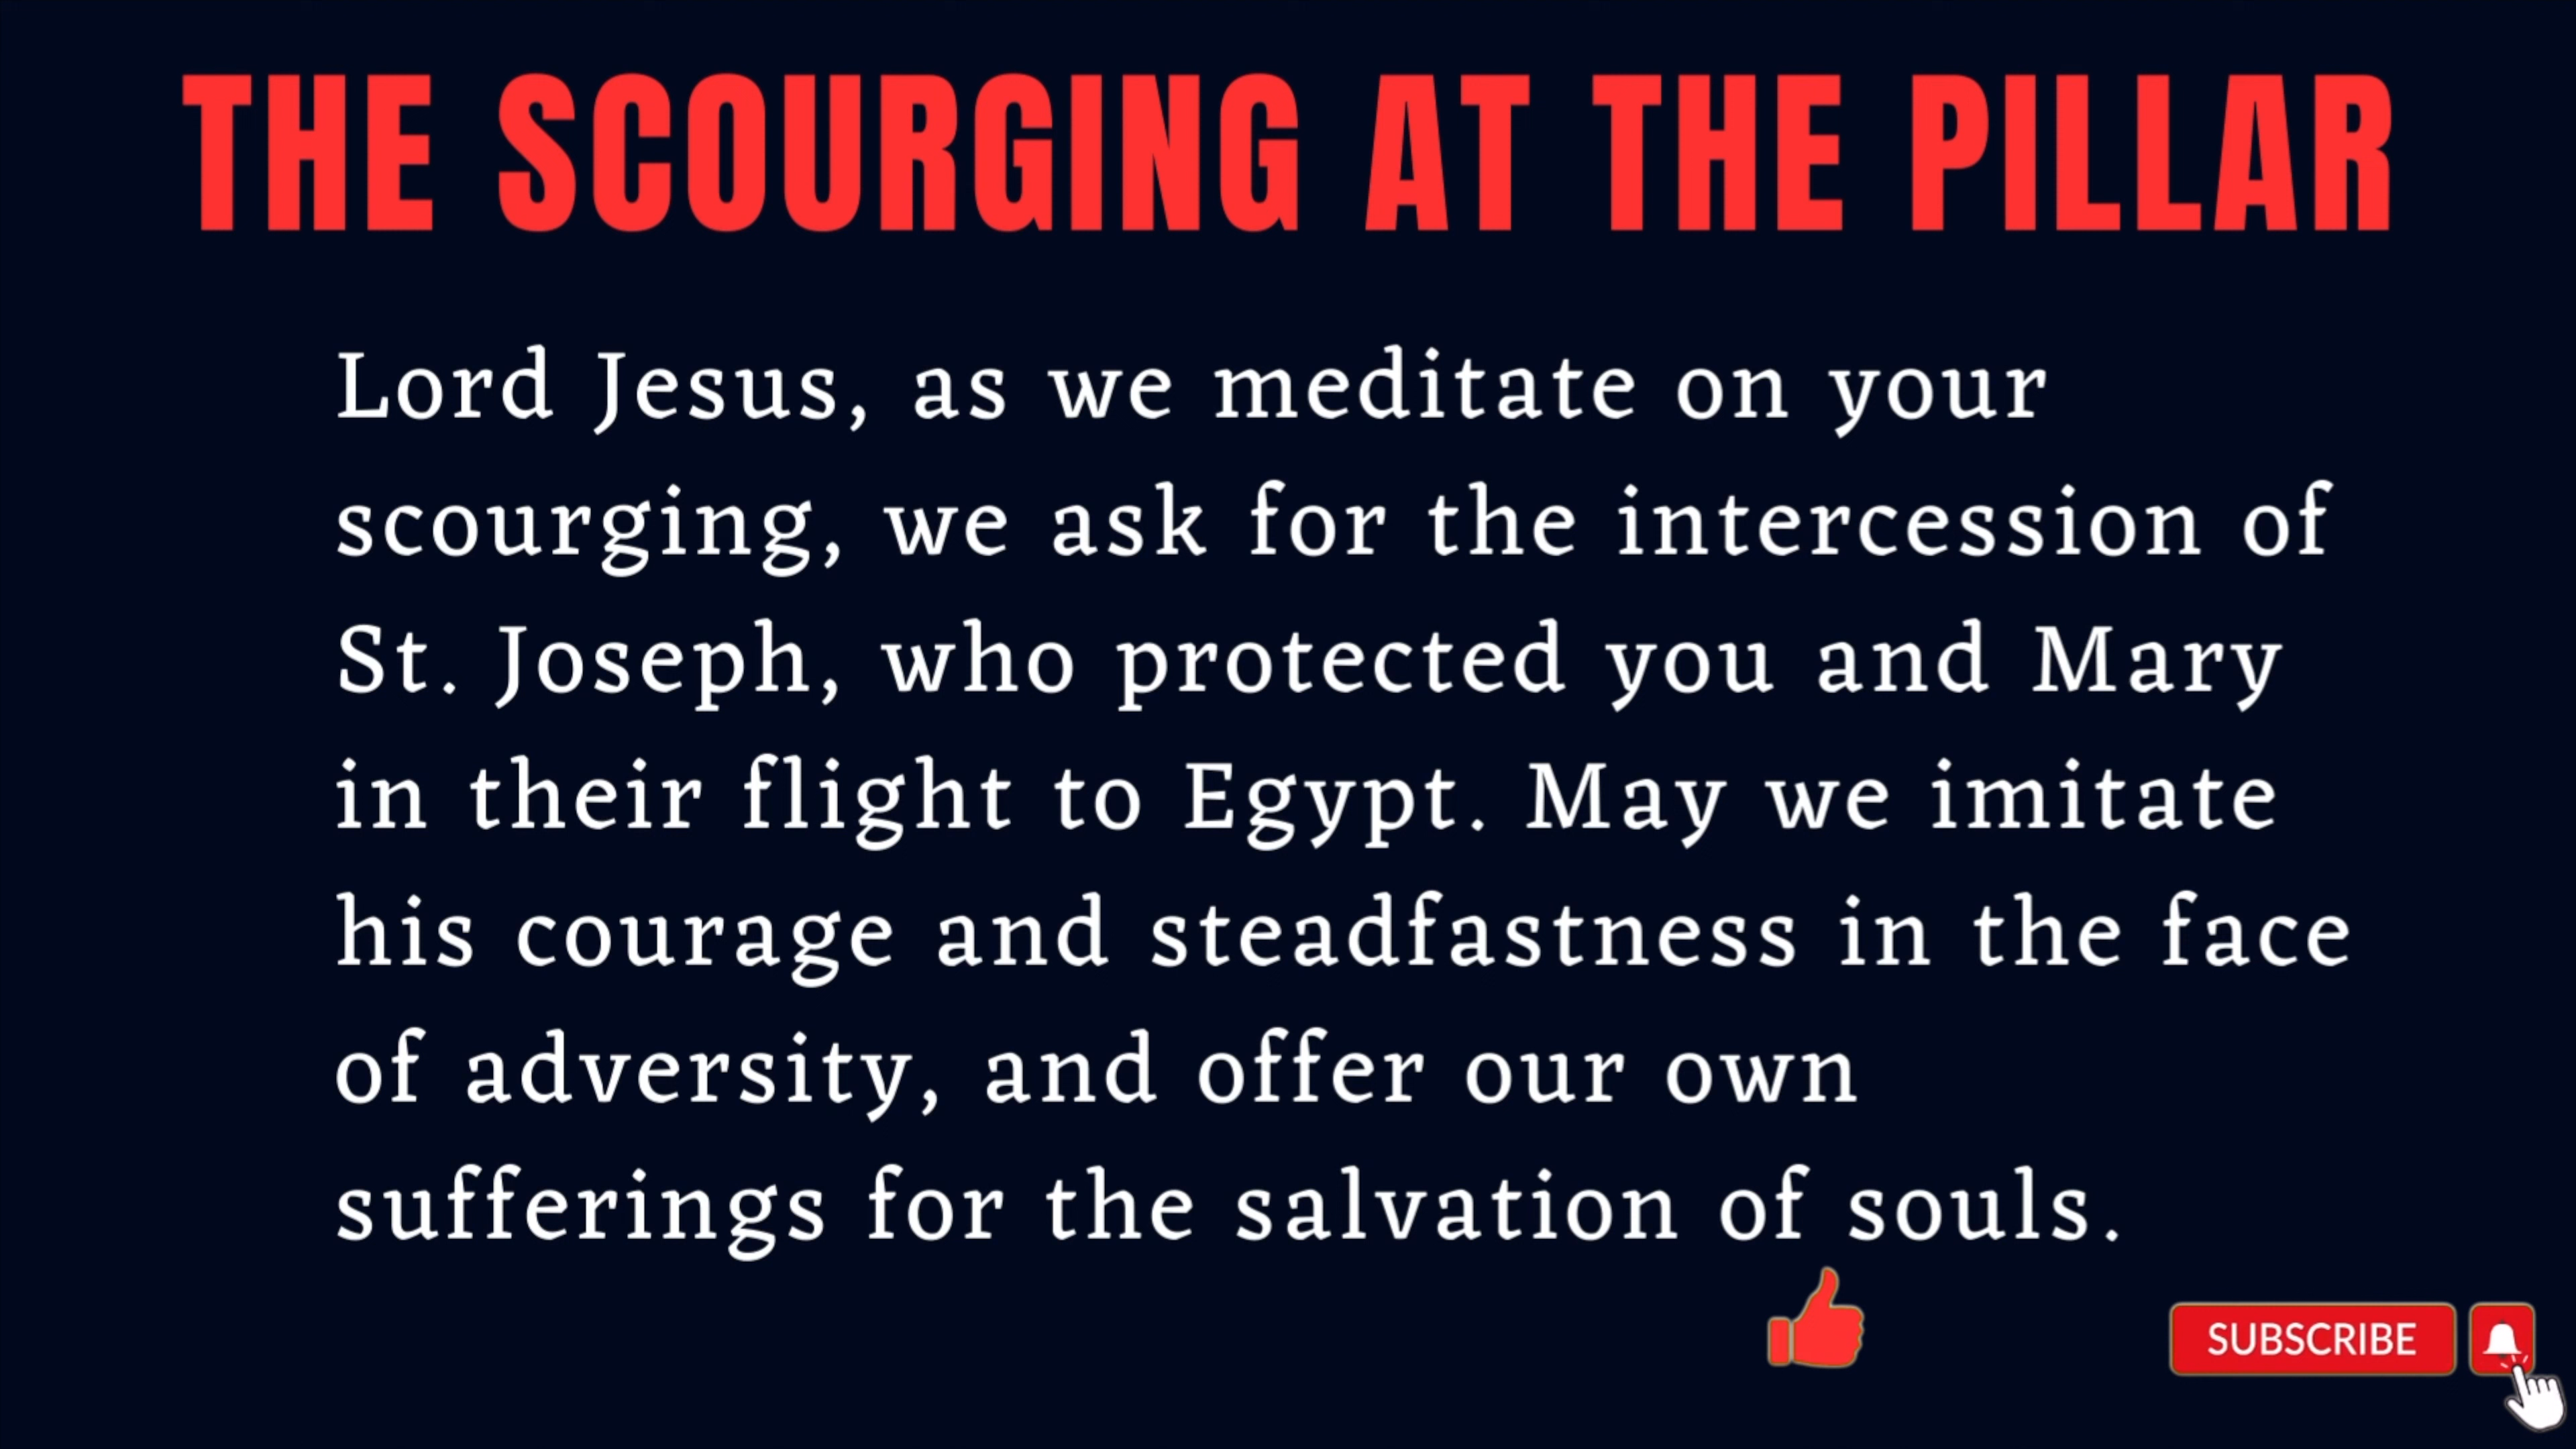 THE SCOURGING AT THE PILLAR
Lord Jesus, as we meditate on your
scourging, we ask for the intercession of
St. Joseph, who protected you and Mary
in their flight to Egypt. May we imitate
his courage and steadfastness in the face
of adversity, and offer our own
sufferings for the salvation of souls.
SUBSCRIBE